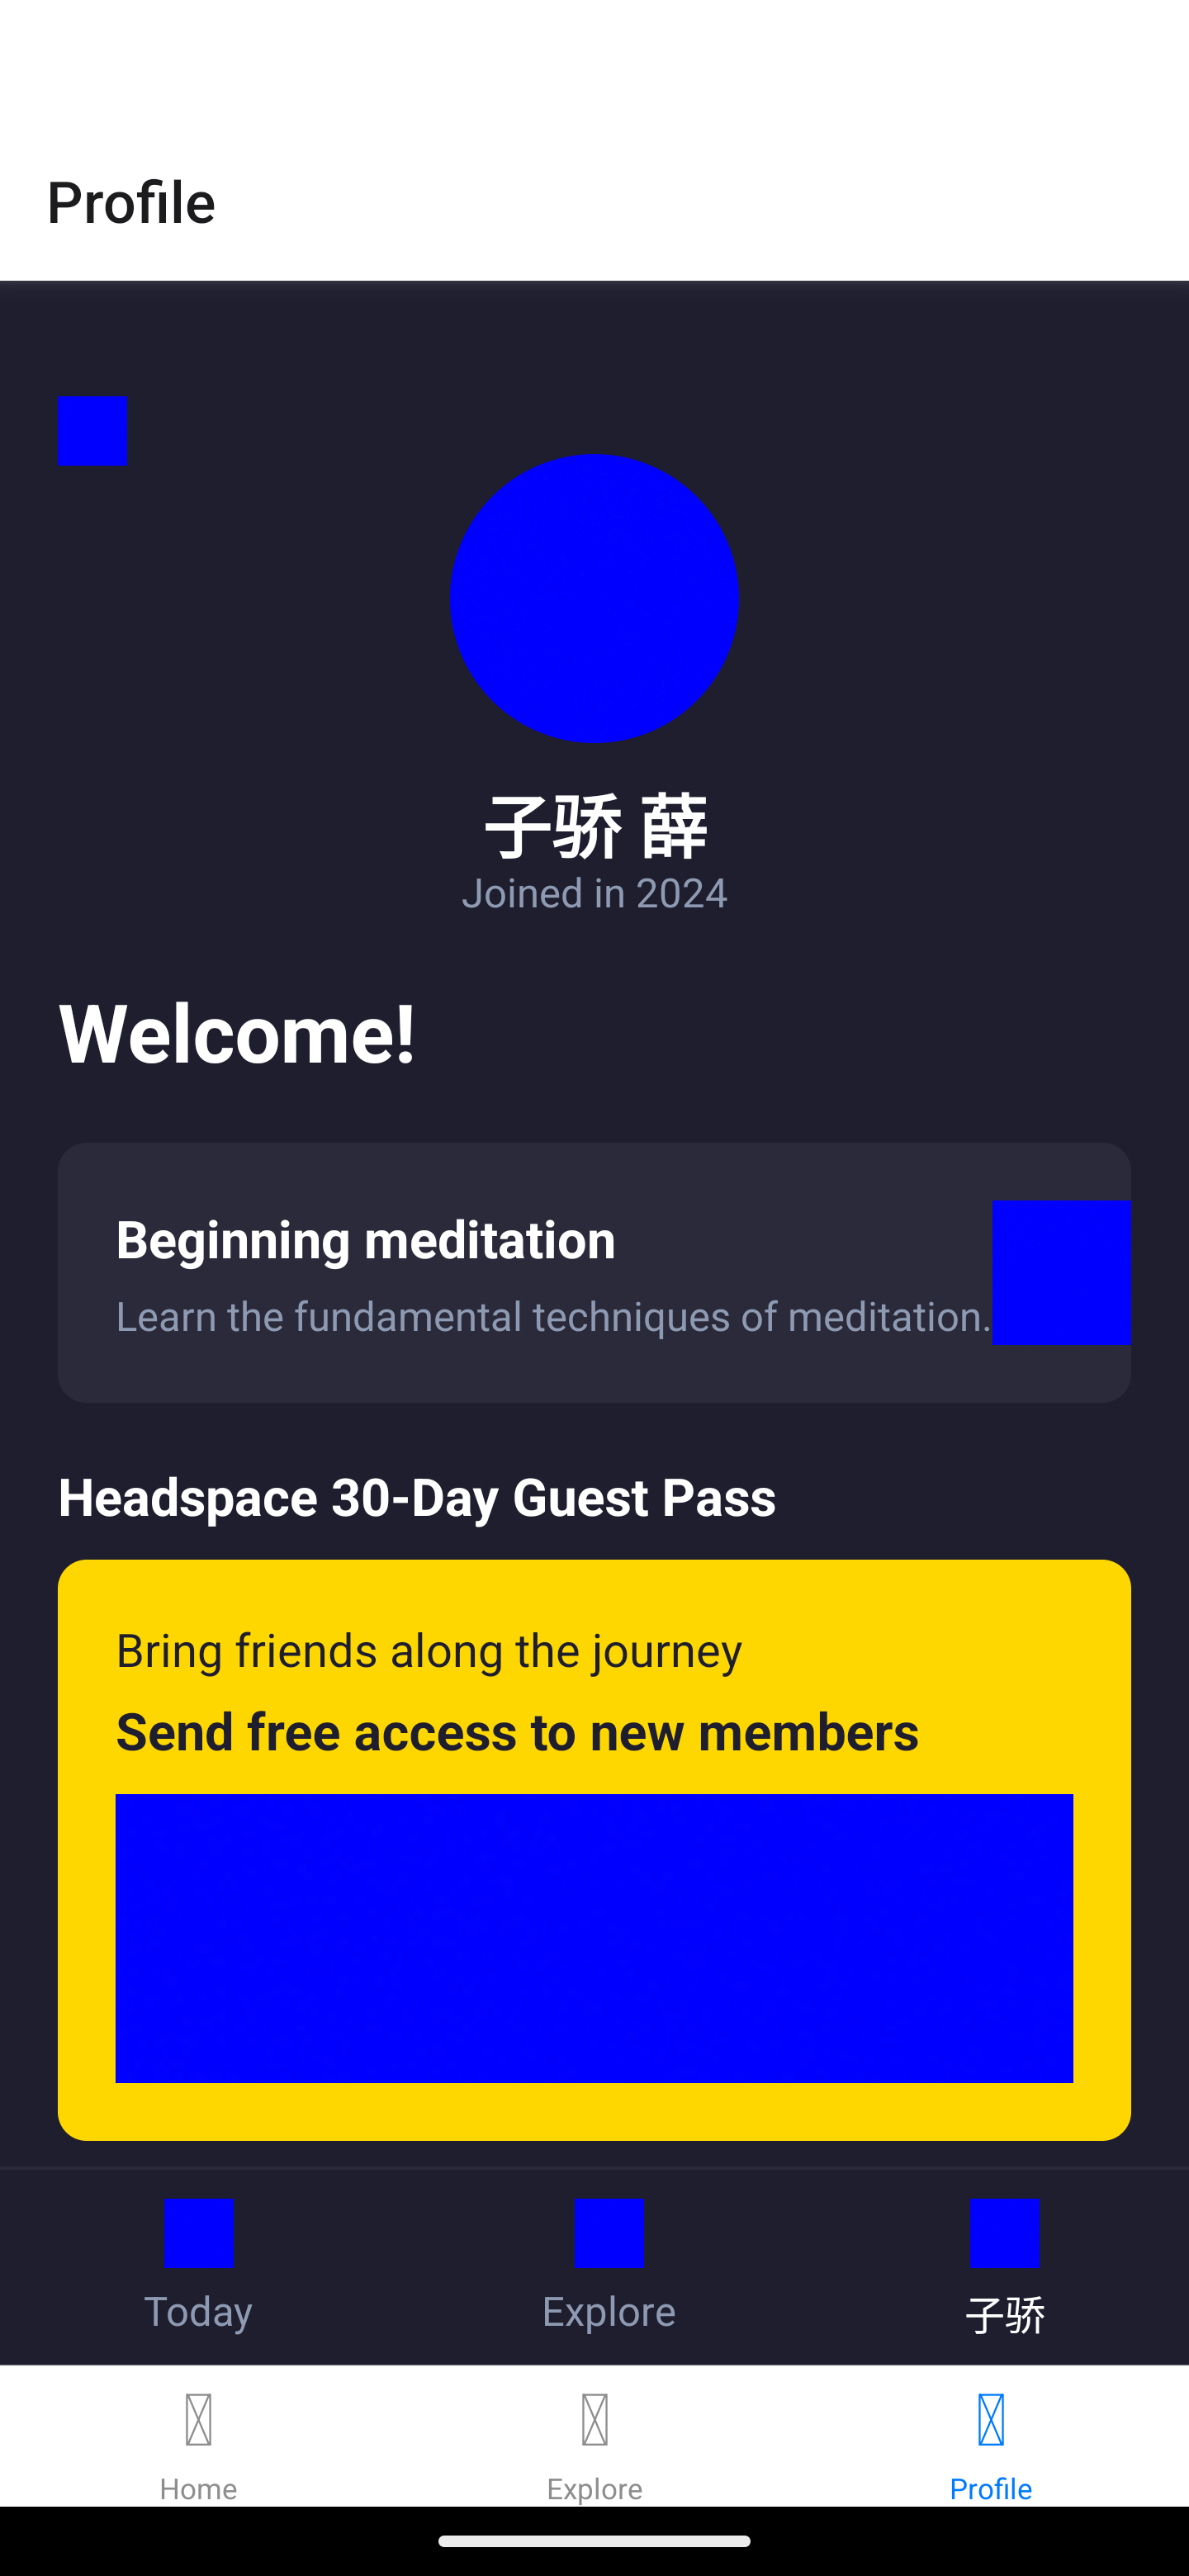 Profile
子骄 薛
Joined in 2024
Welcome!
Beginning meditation
Learn the fundamental techniques of meditation.
Headspace 30-Day Guest Pass
Bring friends along the journey
Send free access to new members
Today
Explore
子骄
Home
Explore
Profile